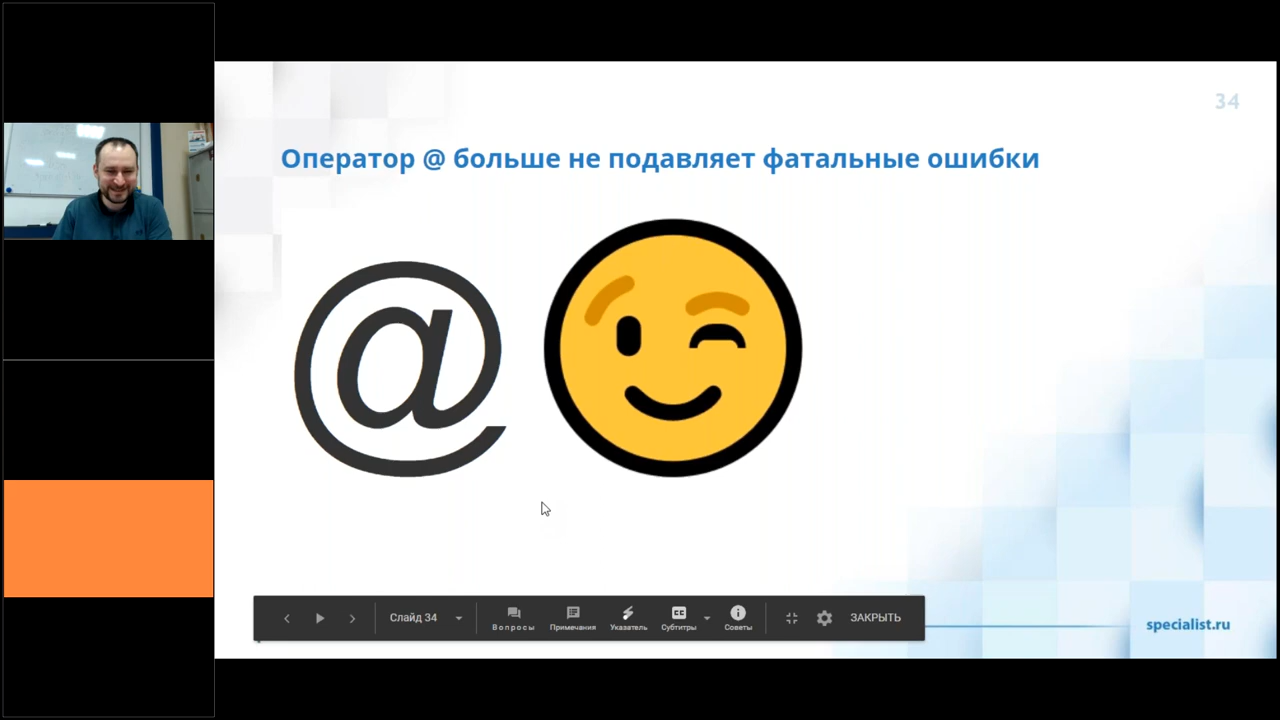 34
Оператор @ больше не подавляет фатальные ошибки
@
Слайд 34
Вопросы
Примечания
Указатель
Субтитры
Советы
ЗАКРЫТЬ
specialist.ru